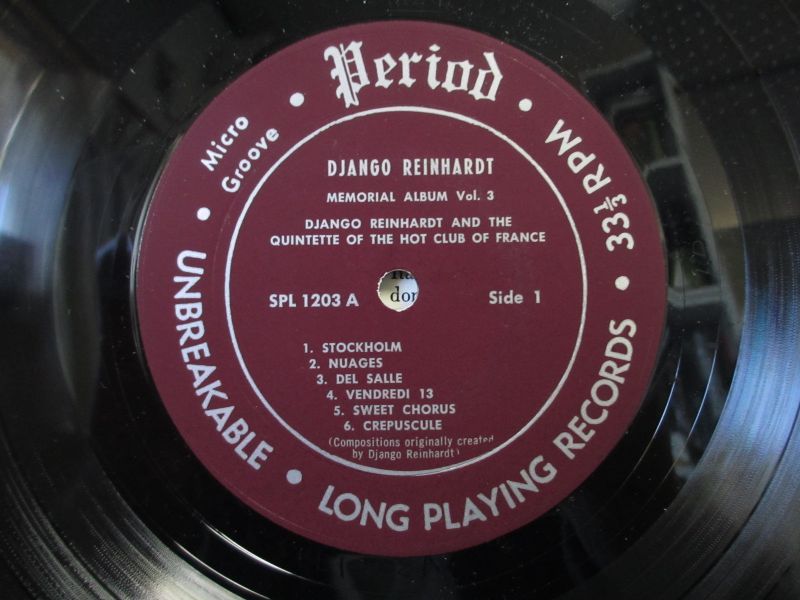 Period
Micro
Groove
33⅓ RPM
DJANGO REINHARDT
MEMORIAL ALBUM Vol. 3
DJANGO REINHARDT AND THE
QUINTETTE OF THE HOT CLUB OF FRANCE
SPL 1203 A
Side 1
don
1. STOCKHOLM
2. NUAGES
3. DEL SALLE
4. VENDREDI 13
5. SWEET CHORUS
6. CREPUSCULE
(Compositions originally created
by Django Reinhardt)
UNBREAKABLE
LONG PLAYING RECORDS